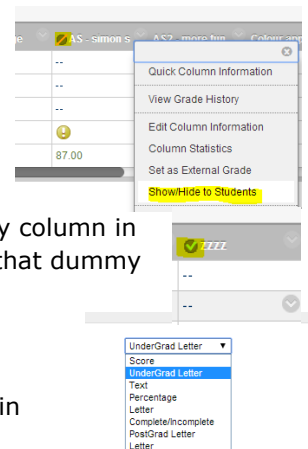 AS - simon s
AS2 - more fun
Colour app
--
--
--
87.00
Quick Column Information
View Grade History
Edit Column Information
Column Statistics
Set as External Grade
Show/Hide to Students
y column in
that dummy
zzzz
--
--
in
UnderGrad Letter
Score
UnderGrad Letter
Text
Percentage
Letter
Complete/Incomplete
PostGrad Letter
Letter